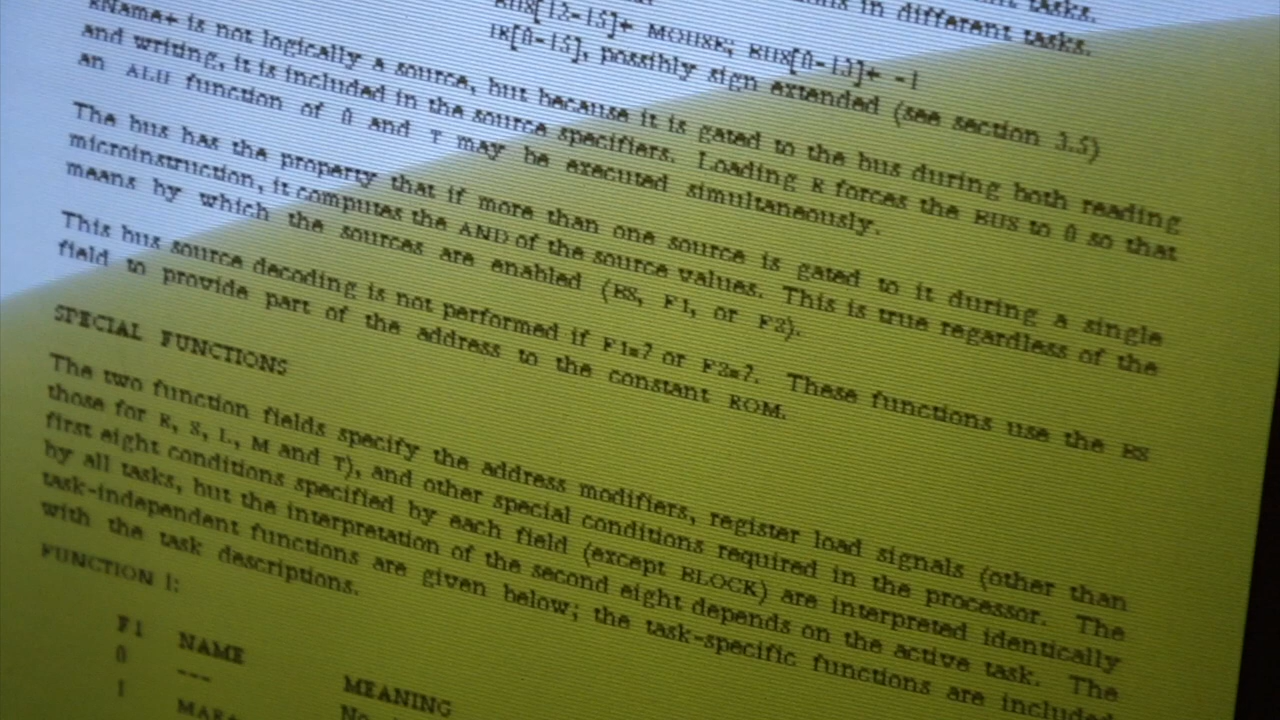 in different tasks.
BUS[12-15]← MOUSE; BUS[0-13]← -1
IR[0-15], possibly sign extended (see section 3.5)
RName← is not logically a source, but because it is gated to the bus during both reading
and writing, it is included in the source specifiers. Loading R forces the BUS to 0 so that
an ALU function of 0 and T may be executed simultaneously.
The bus has the property that if more than one source is gated to it during a single
microinstruction, it computes the AND of the source values. This is true regardless of the
means by which the sources are enabled (BS, F1, or F2).
This bus source decoding is not performed if F1=7 or F2=7. These functions use the BS
field to provide part of the address to the constant ROM.
SPECIAL FUNCTIONS
The two function fields specify the address modifiers, register load signals (other than
those for R, S, L, M and T), and other special conditions required in the processor. The
first eight conditions specified by each field (except BLOCK) are interpreted identically
by all tasks, but the interpretation of the second eight depends on the active task. The
task-independent functions are given below; the task-specific functions are included
with the task descriptions.
FUNCTION 1:
F1 NAME MEANING
0 --- No
1